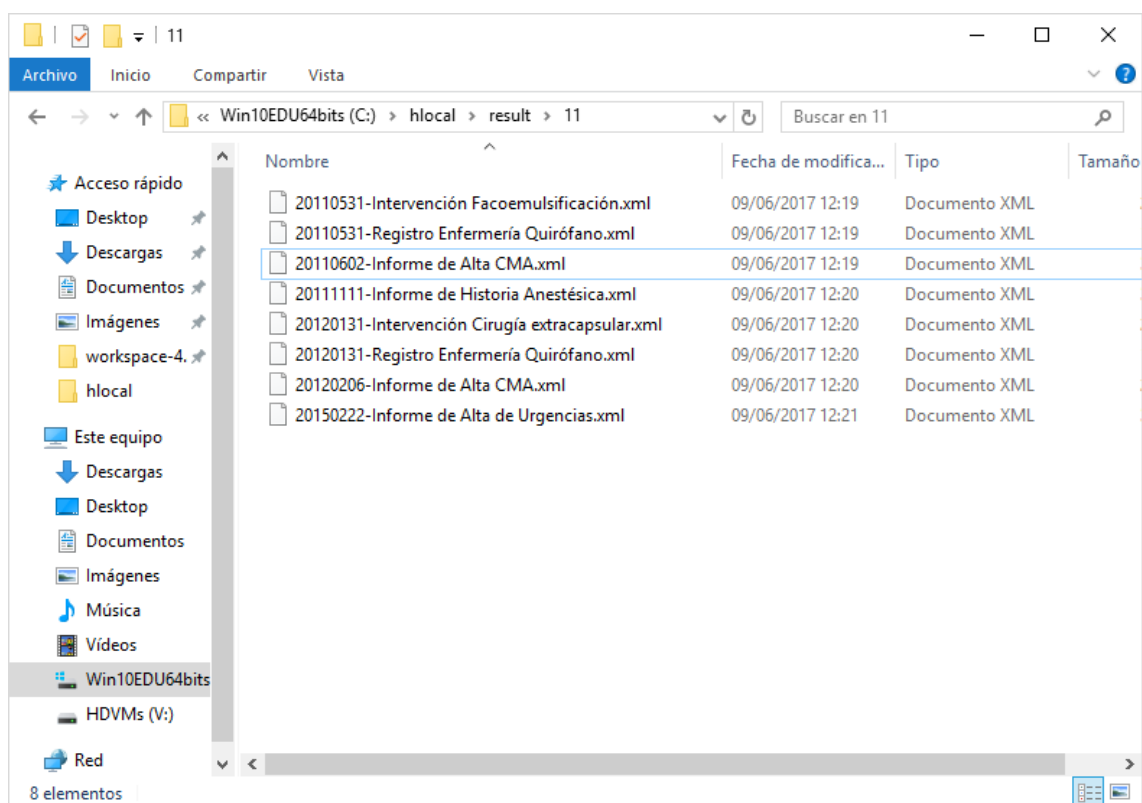 11
Archivo Inicio Compartir Vista
« Win10EDU64bits (C:) › hlocal › result › 11 Buscar en 11
Nombre Fecha de modifica... Tipo Tamaño
Acceso rápido
Desktop
Descargas
Documentos
Imágenes
workspace-4.
hlocal
Este equipo
Descargas
Desktop
Documentos
Imágenes
Música
Vídeos
Win10EDU64bits
HDVMs (V:)
Red
20110531-Intervención Facoemulsificación.xml 09/06/2017 12:19 Documento XML
20110531-Registro Enfermería Quirófano.xml 09/06/2017 12:19 Documento XML
20110602-Informe de Alta CMA.xml 09/06/2017 12:19 Documento XML
20111111-Informe de Historia Anestésica.xml 09/06/2017 12:20 Documento XML
20120131-Intervención Cirugía extracapsular.xml 09/06/2017 12:20 Documento XML
20120131-Registro Enfermería Quirófano.xml 09/06/2017 12:20 Documento XML
20120206-Informe de Alta CMA.xml 09/06/2017 12:20 Documento XML
20150222-Informe de Alta de Urgencias.xml 09/06/2017 12:21 Documento XML
8 elementos